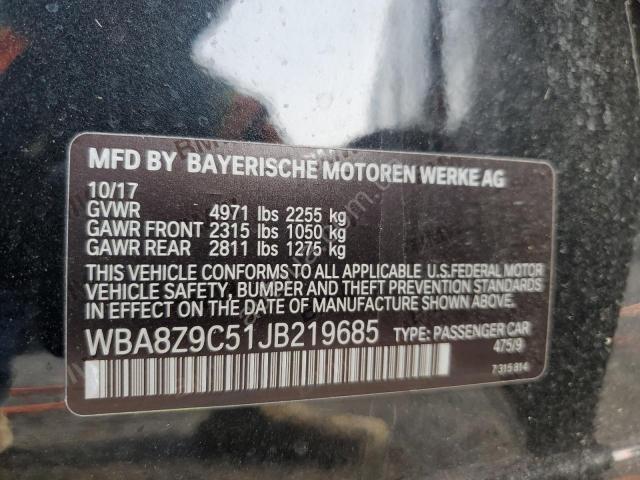 MFD BY BAYERISCHE MOTOREN WERKE AG
10/17
GVWR 4971 lbs 2255 kg
GAWR FRONT 2315 lbs 1050 kg
GAWR REAR 2811 lbs 1275 kg
THIS VEHICLE CONFORMS TO ALL APPLICABLE U.S.FEDERAL MOTOR
VEHICLE SAFETY, BUMPER AND THEFT PREVENTION STANDARDS
IN EFFECT ON THE DATE OF MANUFACTURE SHOWN ABOVE.
WBA8Z9C51JB219685 TYPE: PASSENGER CAR
475/9
7 315 814